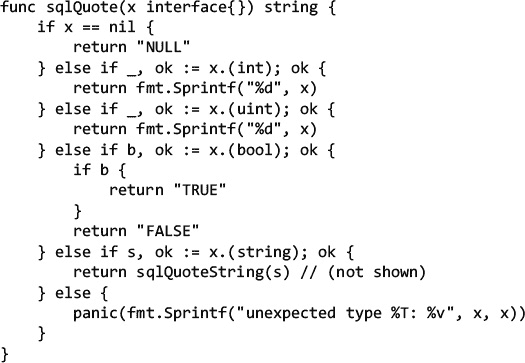 func sqlQuote(x interface{}) string {
    if x == nil {
        return "NULL"
    } else if _, ok := x.(int); ok {
        return fmt.Sprintf("%d", x)
    } else if _, ok := x.(uint); ok {
        return fmt.Sprintf("%d", x)
    } else if b, ok := x.(bool); ok {
        if b {
            return "TRUE"
        }
        return "FALSE"
    } else if s, ok := x.(string); ok {
        return sqlQuoteString(s) // (not shown)
    } else {
        panic(fmt.Sprintf("unexpected type %T: %v", x, x))
    }
}